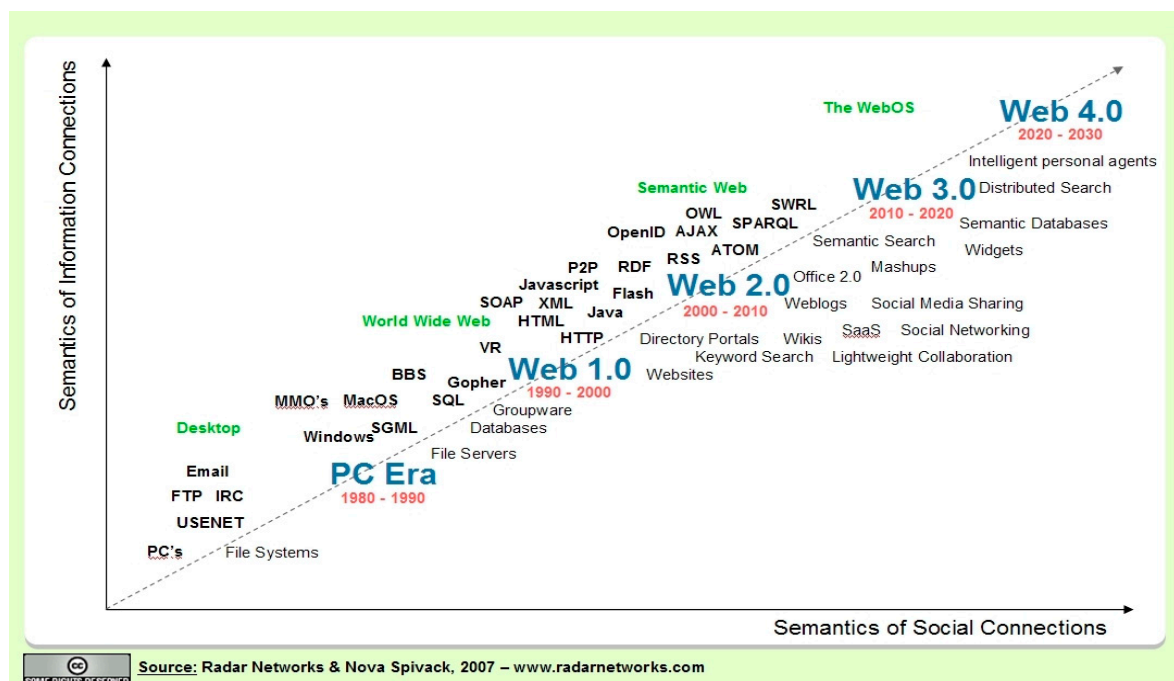 Semantics of Information Connections
The WebOS
Web 4.0
2020 - 2030
Intelligent personal agents
Semantic Web
Web 3.0
2010 - 2020
Distributed Search
SWRL
OWL
SPARQL
Semantic Databases
OpenID
AJAX
Semantic Search
Widgets
ATOM
RSS
P2P
RDF
Mashups
Office 2.0
Web 2.0
2000 - 2010
Javascript
Flash
SOAP
XML
Java
Weblogs
Social Media Sharing
World Wide Web
HTML
HTTP
Directory Portals
Wikis
SaaS
Social Networking
VR
Keyword Search
Lightweight Collaboration
Web 1.0
1990 - 2000
Websites
BBS
Gopher
MMO's
MacOS
SQL
Groupware
Desktop
Windows
SGML
Databases
File Servers
Email
PC Era
1980 - 1990
FTP
IRC
USENET
PC's
File Systems
Semantics of Social Connections
cc
SOME RIGHTS RESERVED
Source: Radar Networks & Nova Spivack, 2007 – www.radarnetworks.com